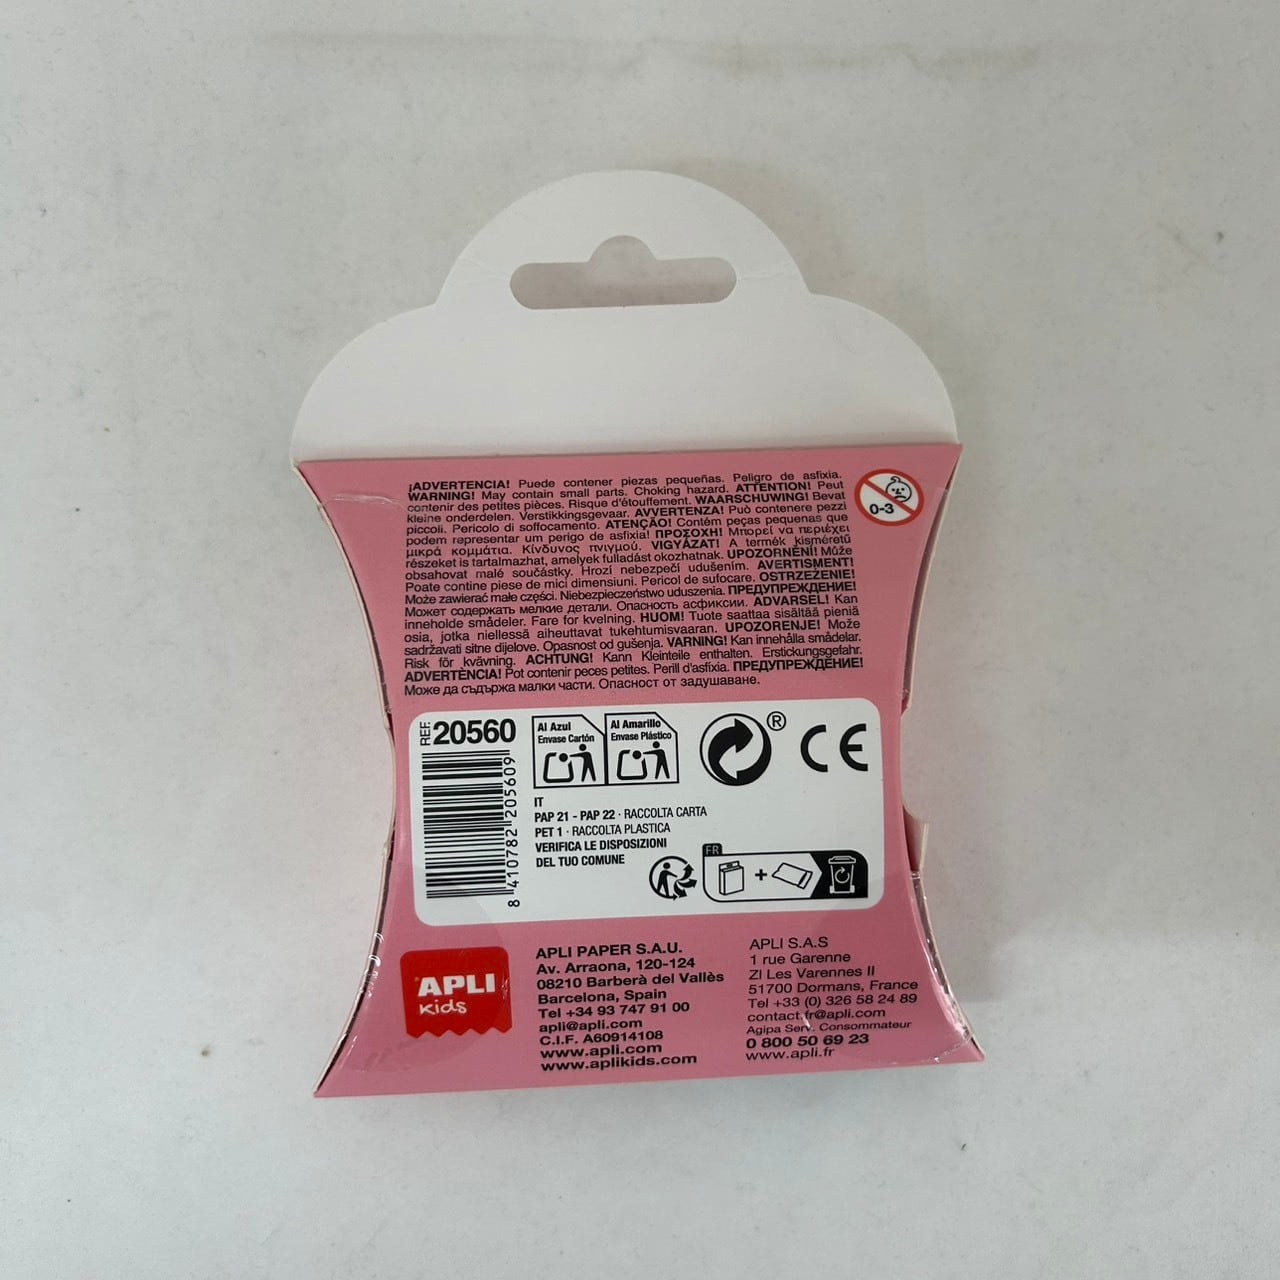 ¡ADVERTENCIA! Puede contener piezas pequeñas. Peligro de asfixia.
WARNING! May contain small parts. Choking hazard. ATTENTION! Peut
contenir des petites pièces. Risque d'étouffement. WAARSCHUWING! Bevat
kleine onderdelen. Verstikkingsgevaar. AVVERTENZA! Può contenere pezzi
piccoli. Pericolo di soffocamento. ATENÇÃO! Contém peças pequenas que
podem representar um perigo de asfixia! ΠΡΟΣΟΧΗ! Μπορεί να περιέχει
μικρά κομμάτια. Κίνδυνος πνιγμού. VIGYÁZAT! A termék kisméretű
részeket is tartalmazhat, amelyek fulladást okozhatnak. UPOZORNĚNÍ! Může
obsahovat malé součástky. Hrozí nebezpečí udušením. AVERTISMENT!
Poate contine piese de mici dimensiuni. Pericol de sufocare. OSTRZEŻENIE!
Może zawierać małe części. Niebezpieczeństwo uduszenia. ПРЕДУПРЕЖДЕНИЕ!
Может содержать мелкие детали. Опасность асфиксии. ADVARSEL! Kan
inneholde smådeler. Fare for kvelning. HUOM! Tuote saattaa sisältää pieniä
osia, jotka niellessä aiheuttavat tukehtumisvaaran. UPOZORENJE! Može
sadržavati sitne dijelove. Opasnost od gušenja. VARNING! Kan innehålla smådelar.
Risk för kvävning. ACHTUNG! Kann Kleinteile enthalten. Erstickungsgefahr.
ADVERTÈNCIA! Pot contenir peces petites. Perill d'asfíxia. ПРЕДУПРЕЖДЕНИЕ!
Може да съдържа малки части. Опасност от задушаване.
0-3
REF. 20560
8 410782 205609
Al Azul
Envase Cartón
Al Amarillo
Envase Plástico
®
CE
IT
PAP 21 - PAP 22 · RACCOLTA CARTA
PET 1 · RACCOLTA PLASTICA
VERIFICA LE DISPOSIZIONI
DEL TUO COMUNE
FR
+
APLI
Kids
APLI PAPER S.A.U.
Av. Arraona, 120-124
08210 Barberà del Vallès
Barcelona, Spain
Tel +34 93 747 91 00
apli@apli.com
C.I.F. A60914108
www.apli.com
www.aplikids.com
APLI S.A.S
1 rue Garenne
ZI Les Varennes II
51700 Dormans, France
Tel +33 (0) 326 58 24 89
contact.fr@apli.com
Agipa Serv. Consommateur
0 800 50 69 23
www.apli.fr